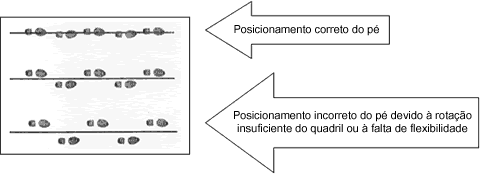 Posicionamento correto do pé
Posicionamento incorreto do pé devido à rotação
insuficiente do quadril ou à falta de flexibilidade